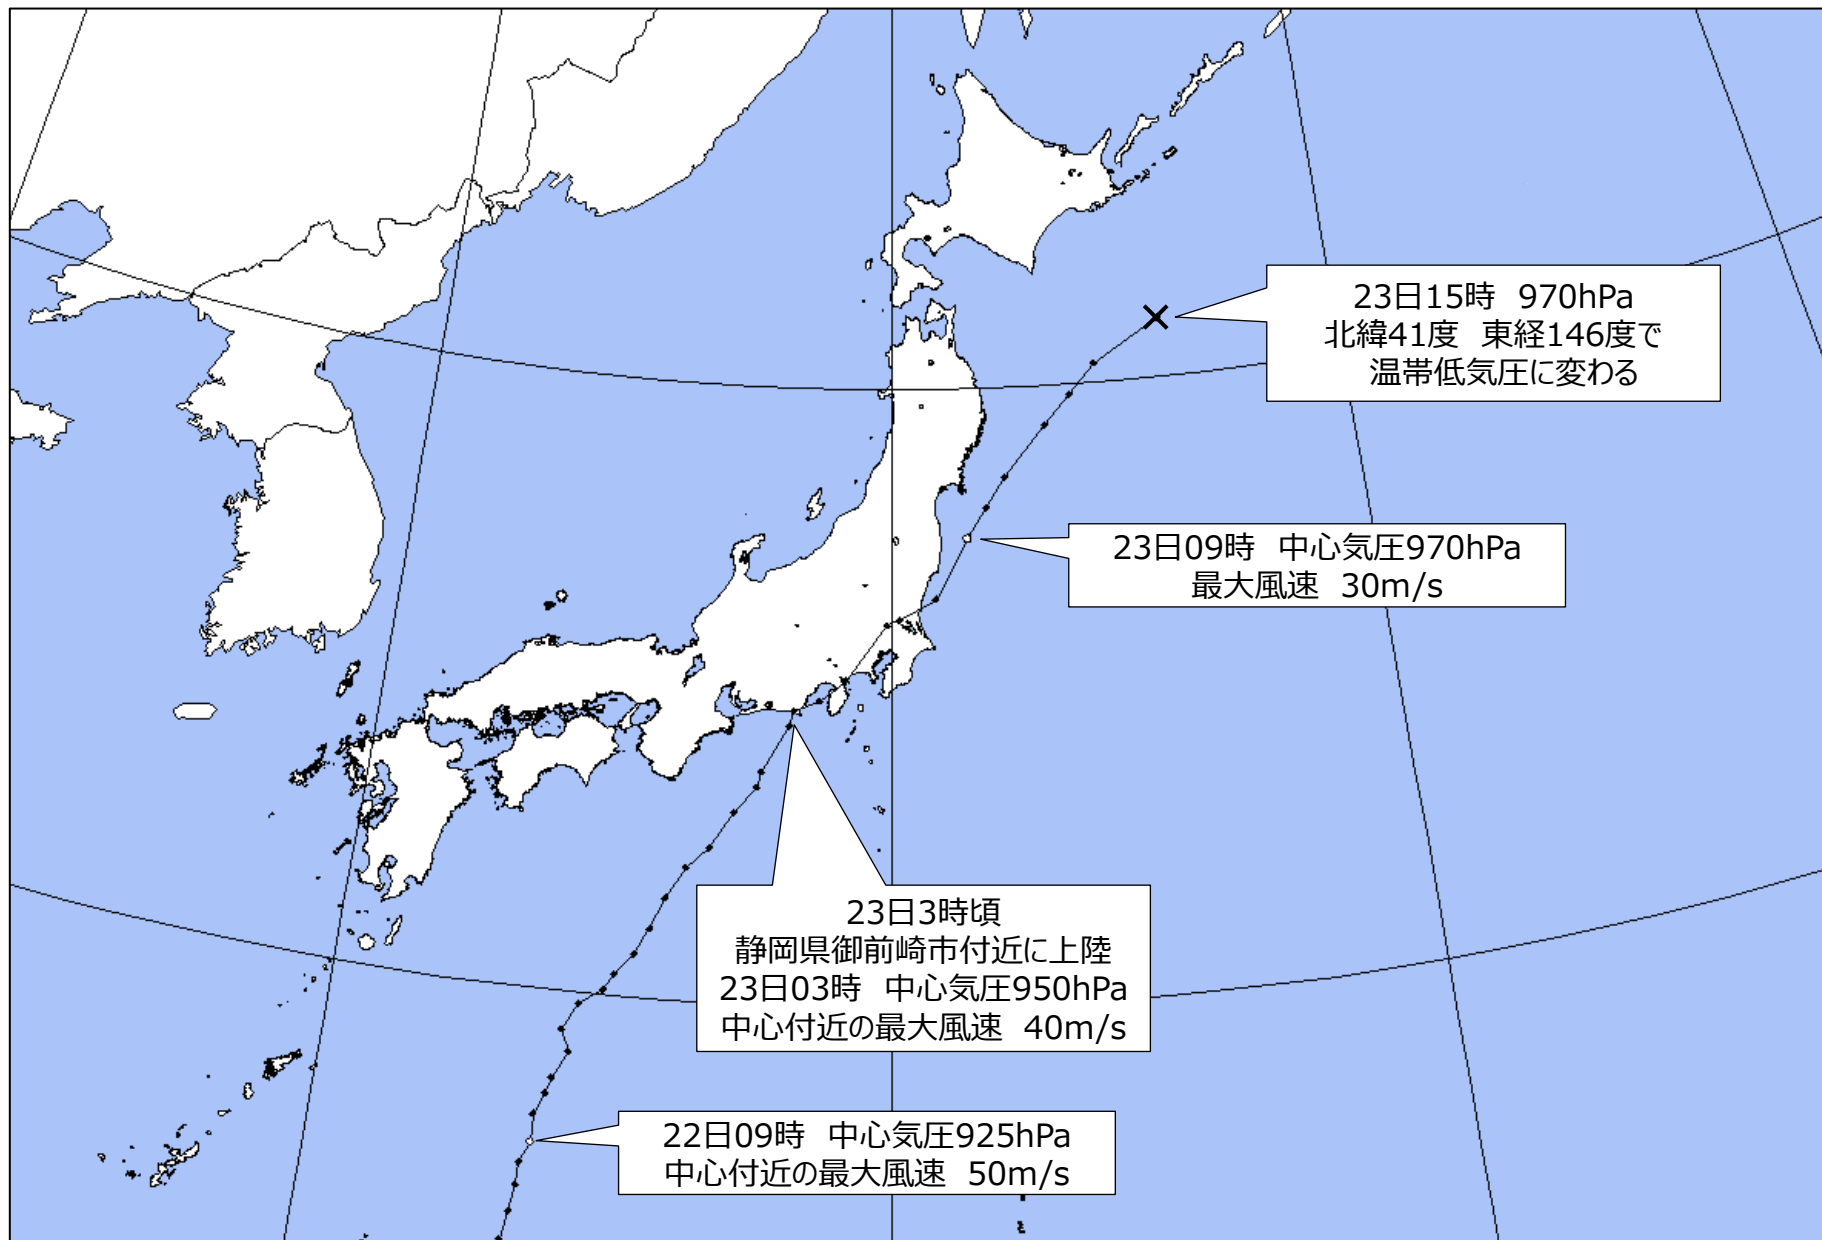 23日15時 970hPa
北緯41度 東経146度で
温帯低気圧に変わる
23日09時 中心気圧970hPa
最大風速 30m/s
23日3時頃
静岡県御前崎市付近に上陸
23日03時 中心気圧950hPa
中心付近の最大風速 40m/s
22日09時 中心気圧925hPa
中心付近の最大風速 50m/s